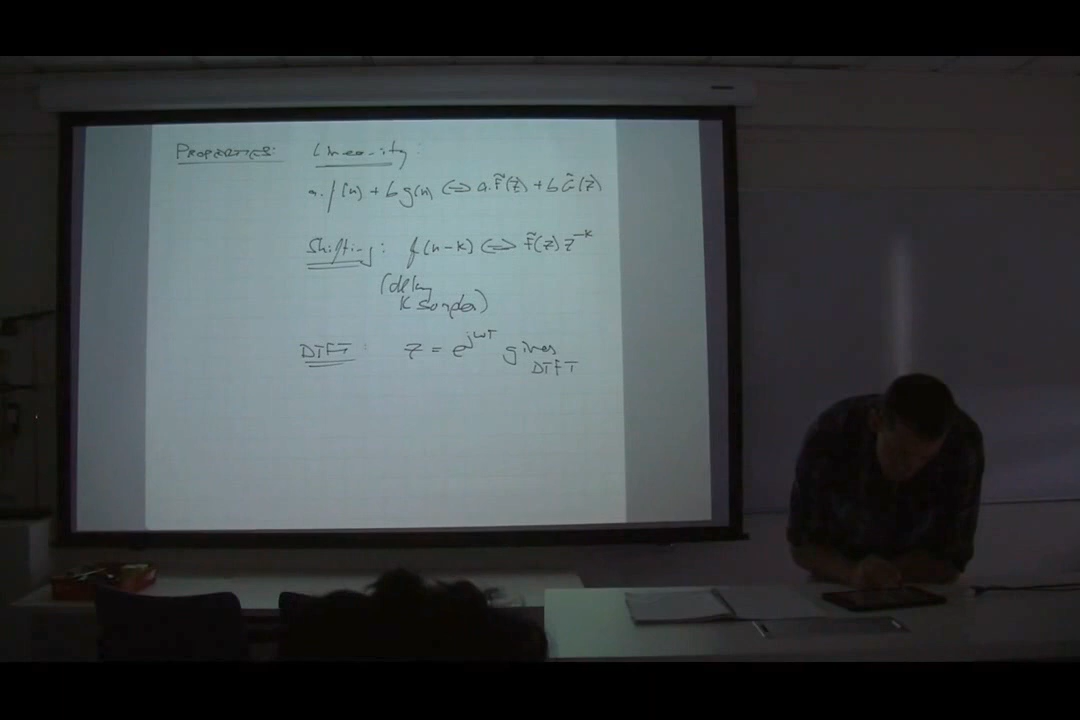 PROPERTIES: Linearity:
a.f(n) + b g(n) ⟺ a.F̃(z) + b G̃(z)
Shifting: f(n-k) ⟺ F̃(z) z^{-k}
(delay
k samples)
DTFT: z = e^{jωT} gives
DTFT